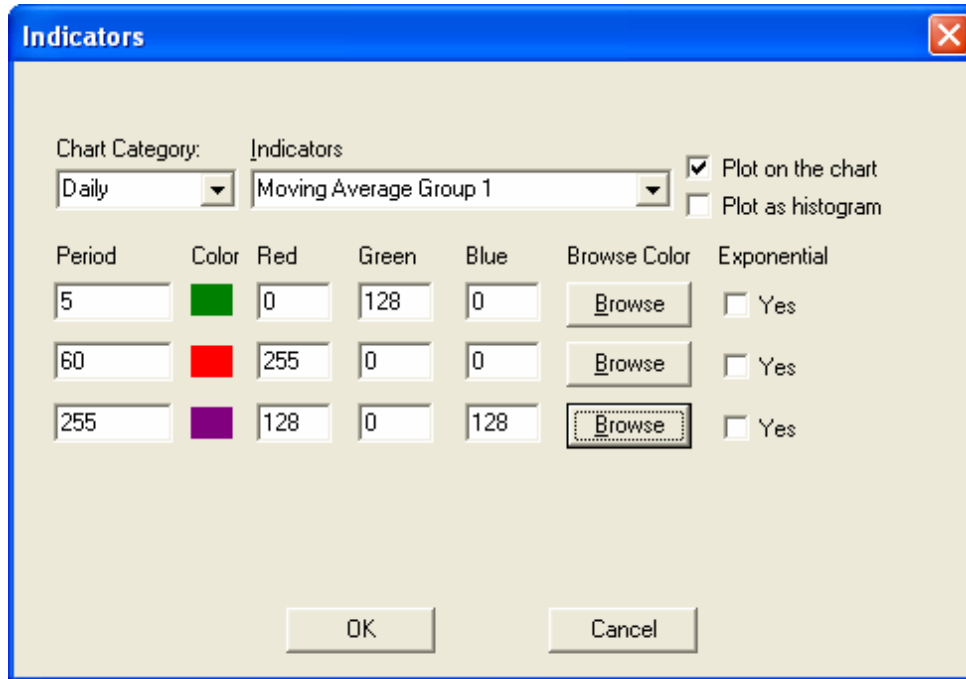 Indicators
Chart Category: Indicators
Daily Moving Average Group 1 Plot on the chart
Plot as histogram
Period Color Red Green Blue Browse Color Exponential
5 0 128 0 Browse Yes
60 255 0 0 Browse Yes
255 128 0 128 Browse Yes
OK Cancel